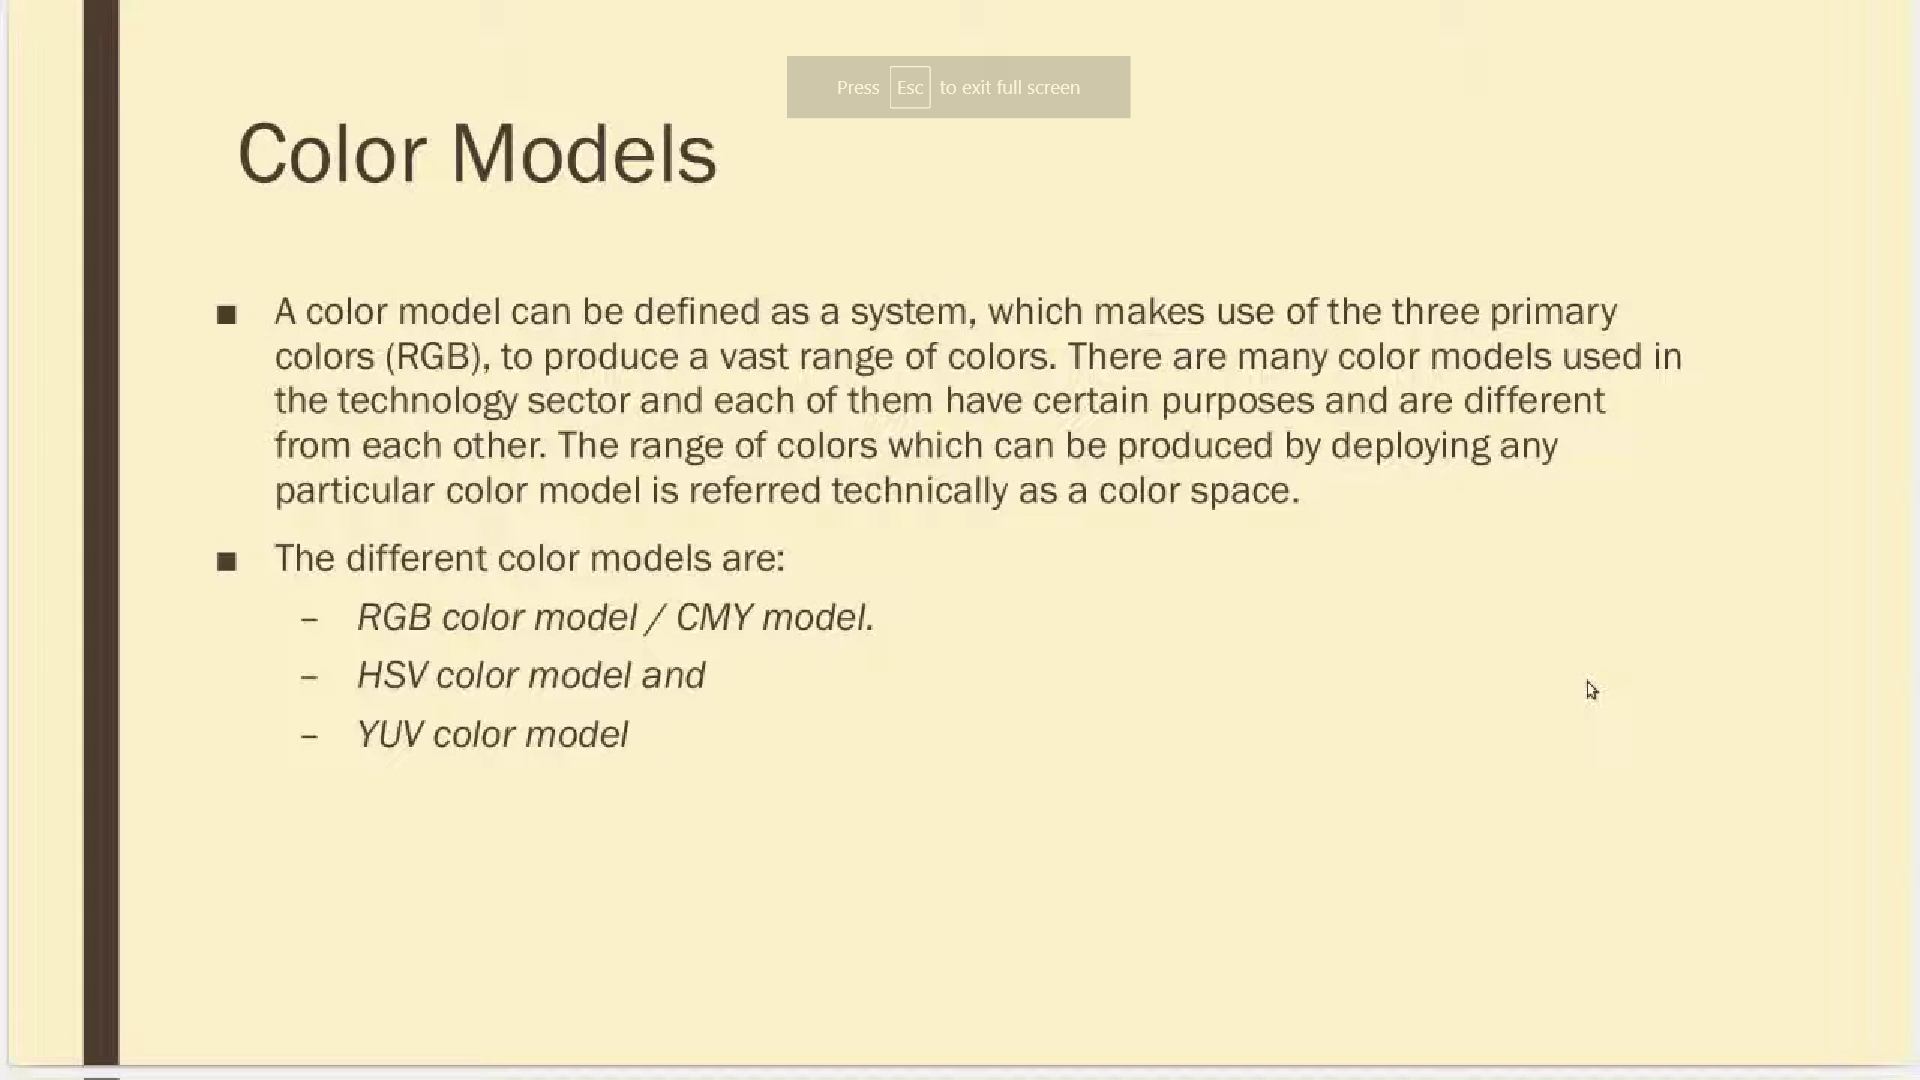 Press Esc to exit full screen
Color Models
■ A color model can be defined as a system, which makes use of the three primary
colors (RGB), to produce a vast range of colors. There are many color models used in
the technology sector and each of them have certain purposes and are different
from each other. The range of colors which can be produced by deploying any
particular color model is referred technically as a color space.
■ The different color models are:
– RGB color model / CMY model.
– HSV color model and
– YUV color model